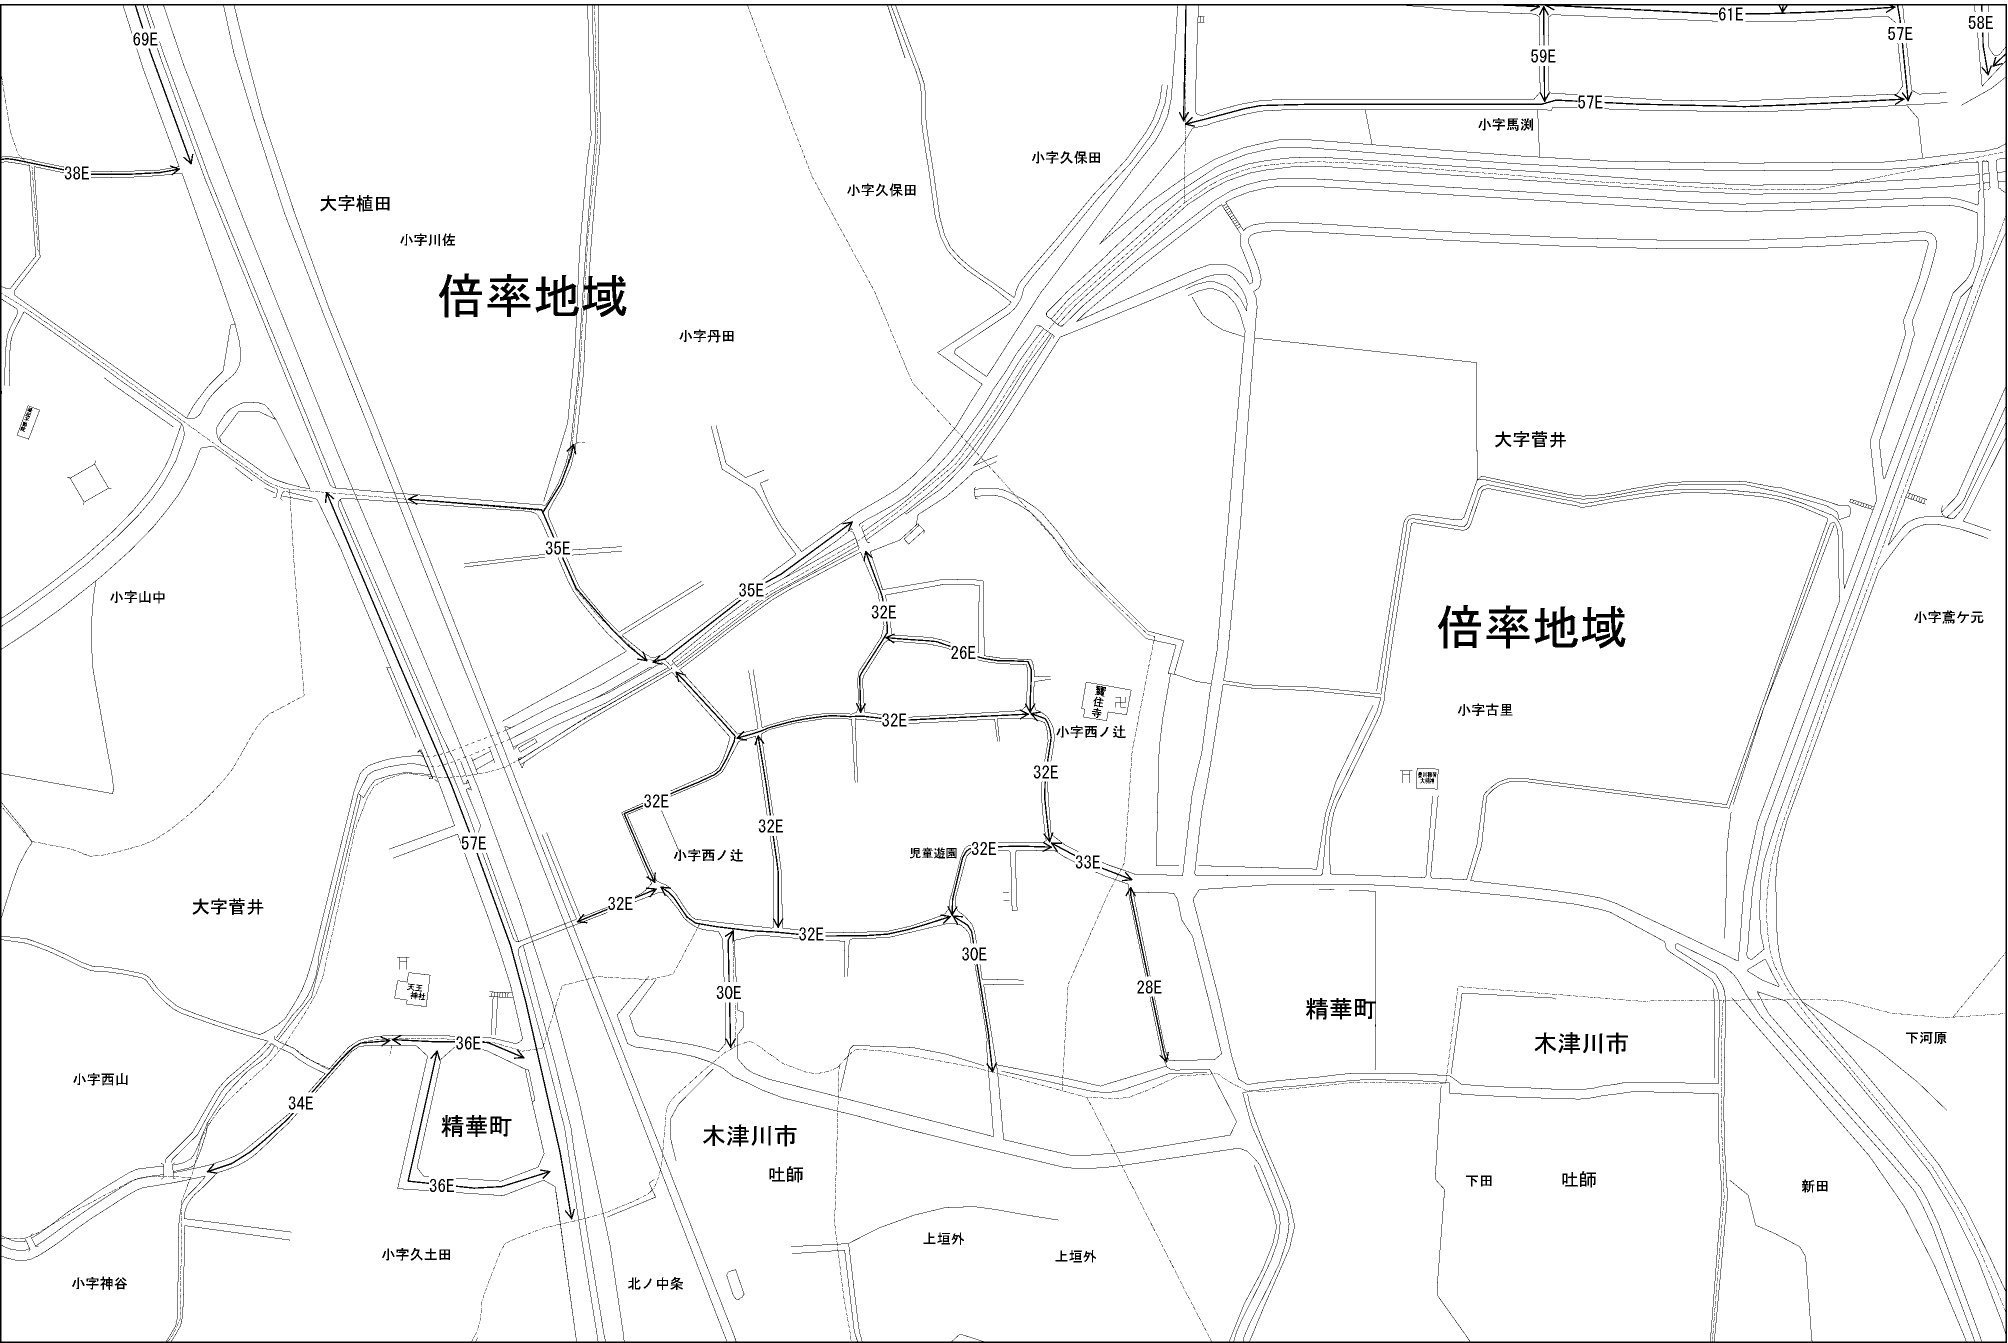 61E
58E
69E
57E
59E
57E
小字馬渕
小字久保田
38E
小字久保田
大字植田
小字川佐
倍率地域
小字丹田
大字菅井
35E
35E
小字山中
32E
小字鳶ケ元
倍率地域
26E
寶住寺
小字古里
32E
小字西ノ辻
32E
32E
32E
57E
児童遊園
32E
小字西ノ辻
33E
大字菅井
32E
32E
30E
天王
神社
30E
28E
精華町
36E
木津川市
下河原
小字西山
34E
精華町
木津川市
吐師
下田
吐師
新田
36E
上垣外
小字久土田
上垣外
小字神谷
北ノ中条